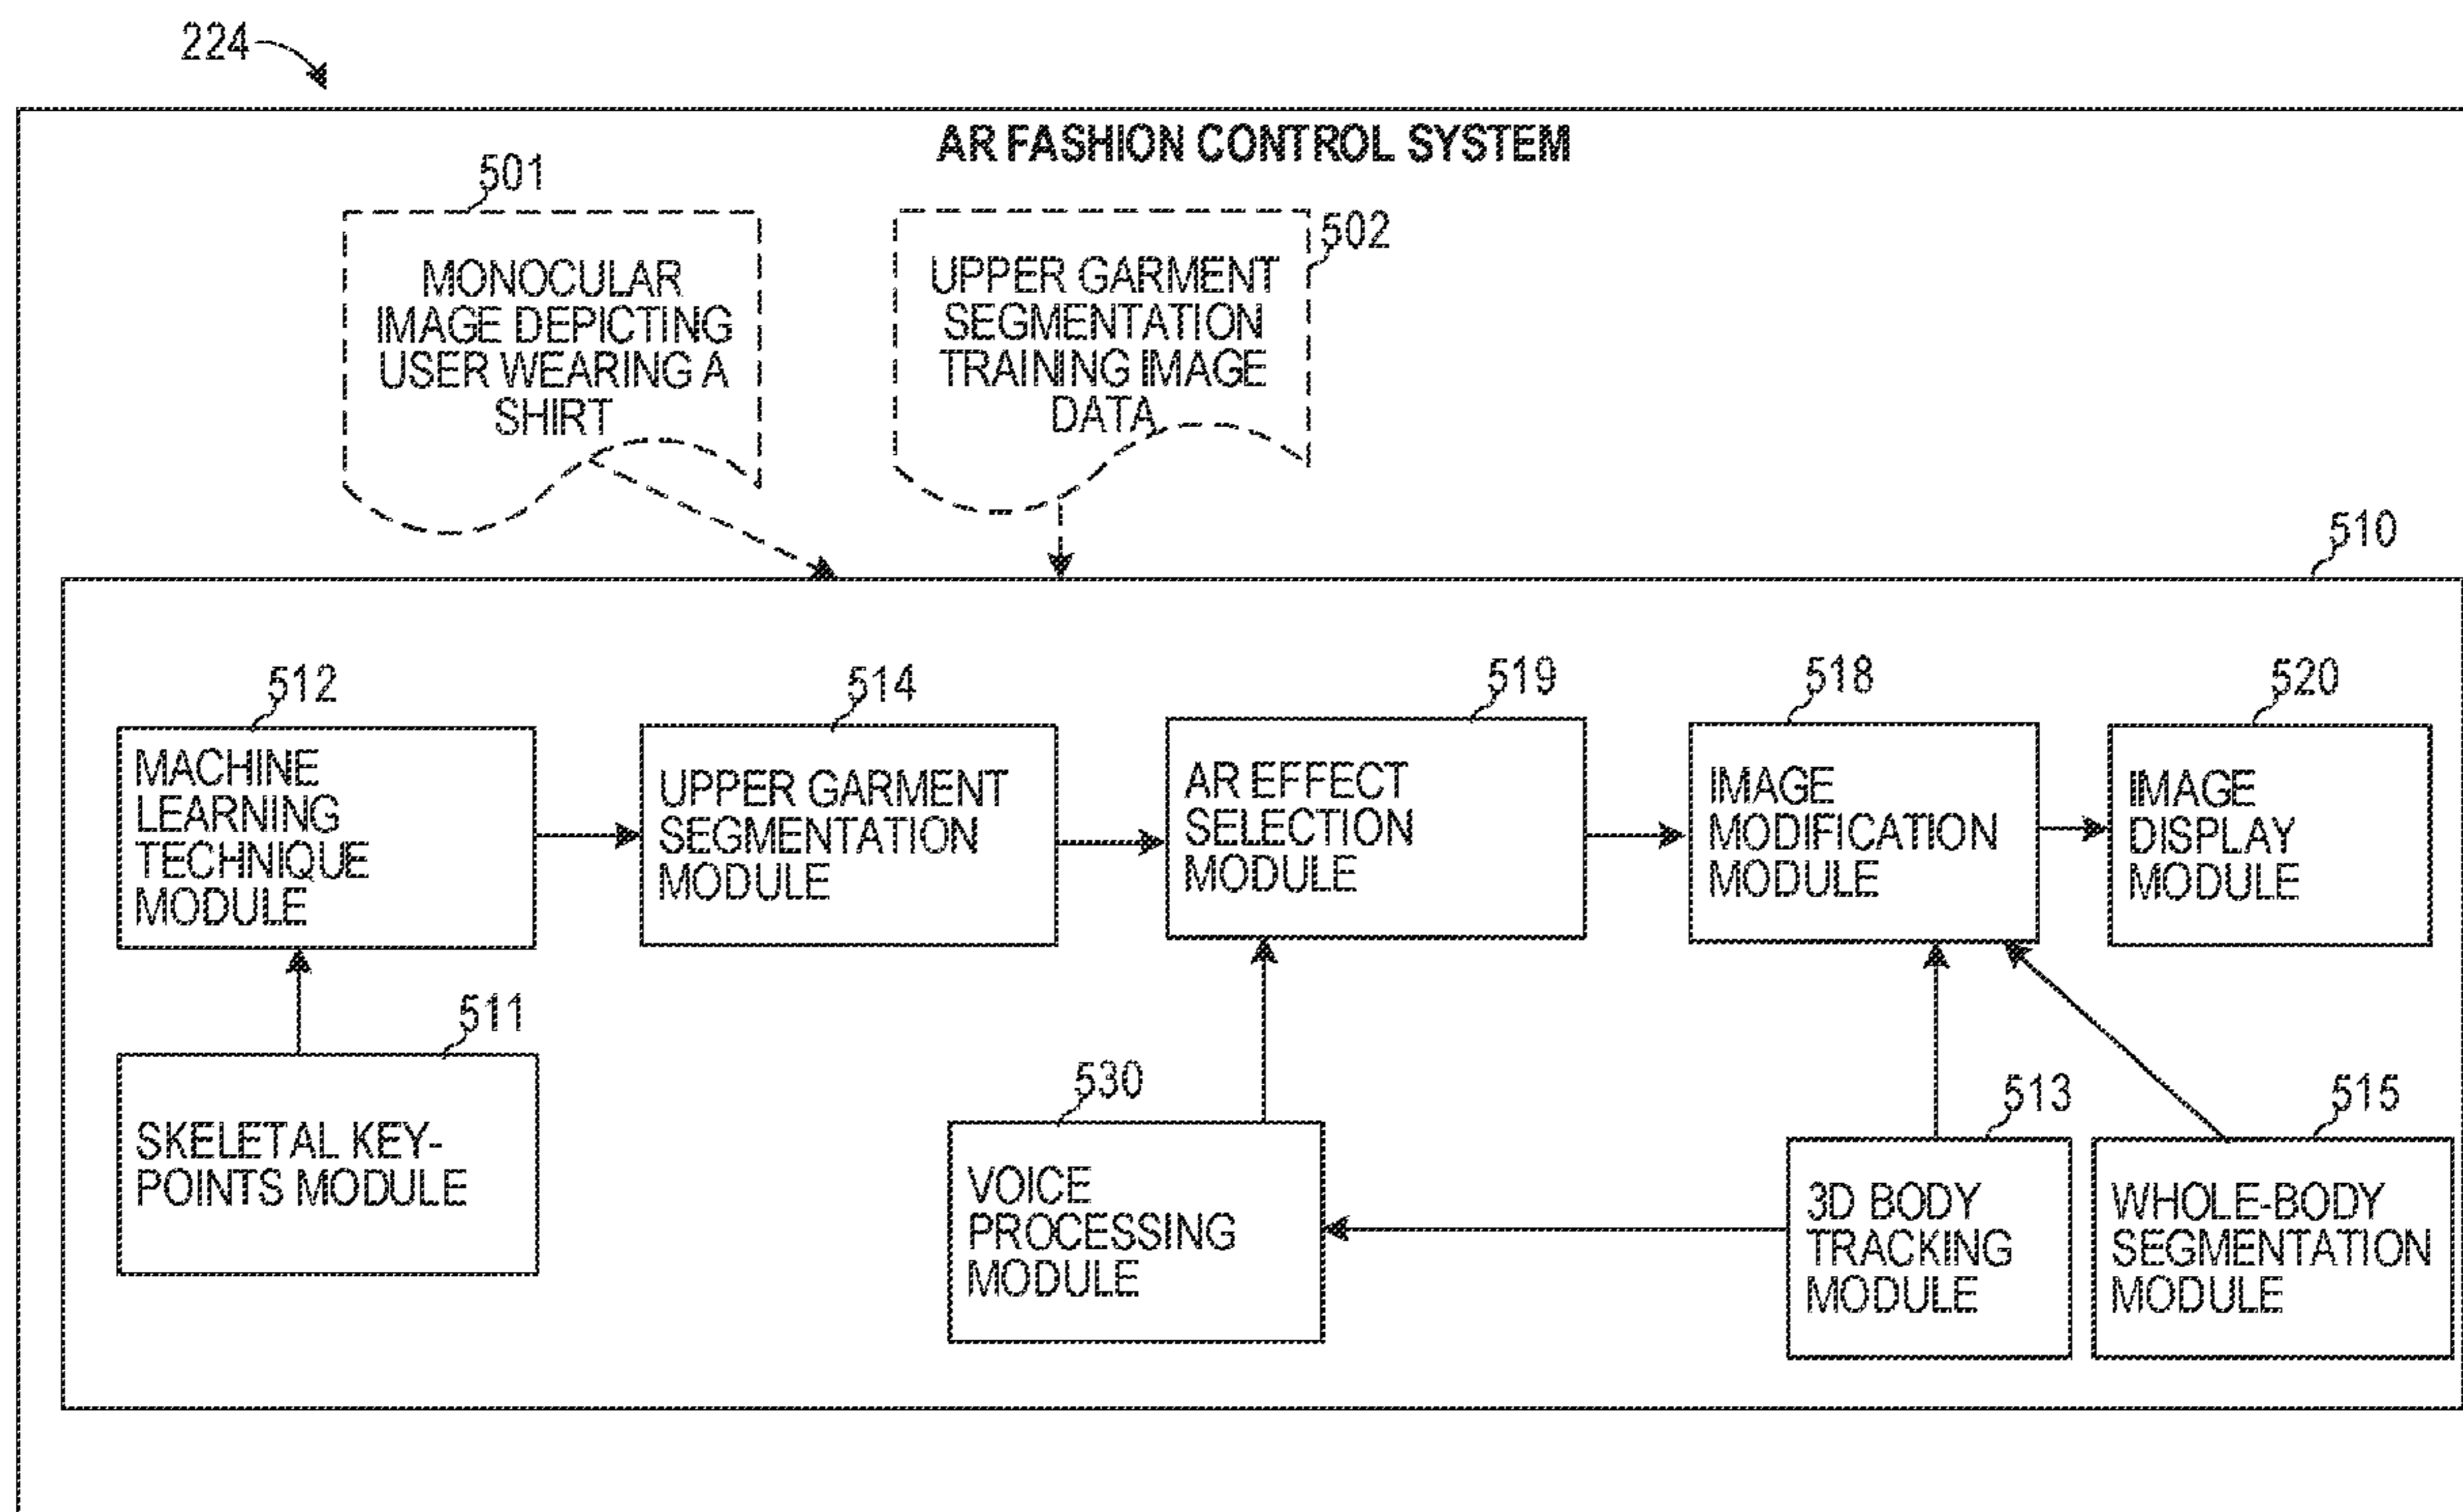 224
AR FASHION CONTROL SYSTEM
501
MONOCULAR
IMAGE DEPICTING
USER WEARING A
SHIRT
502
UPPER GARMENT
SEGMENTATION
TRAINING IMAGE
DATA
510
512
MACHINE
LEARNING
TECHNIQUE
MODULE
514
UPPER GARMENT
SEGMENTATION
MODULE
519
AR EFFECT
SELECTION
MODULE
518
IMAGE
MODIFICATION
MODULE
520
IMAGE
DISPLAY
MODULE
511
SKELETAL KEY-
POINTS MODULE
530
VOICE
PROCESSING
MODULE
513
3D BODY
TRACKING
MODULE
515
WHOLE-BODY
SEGMENTATION
MODULE